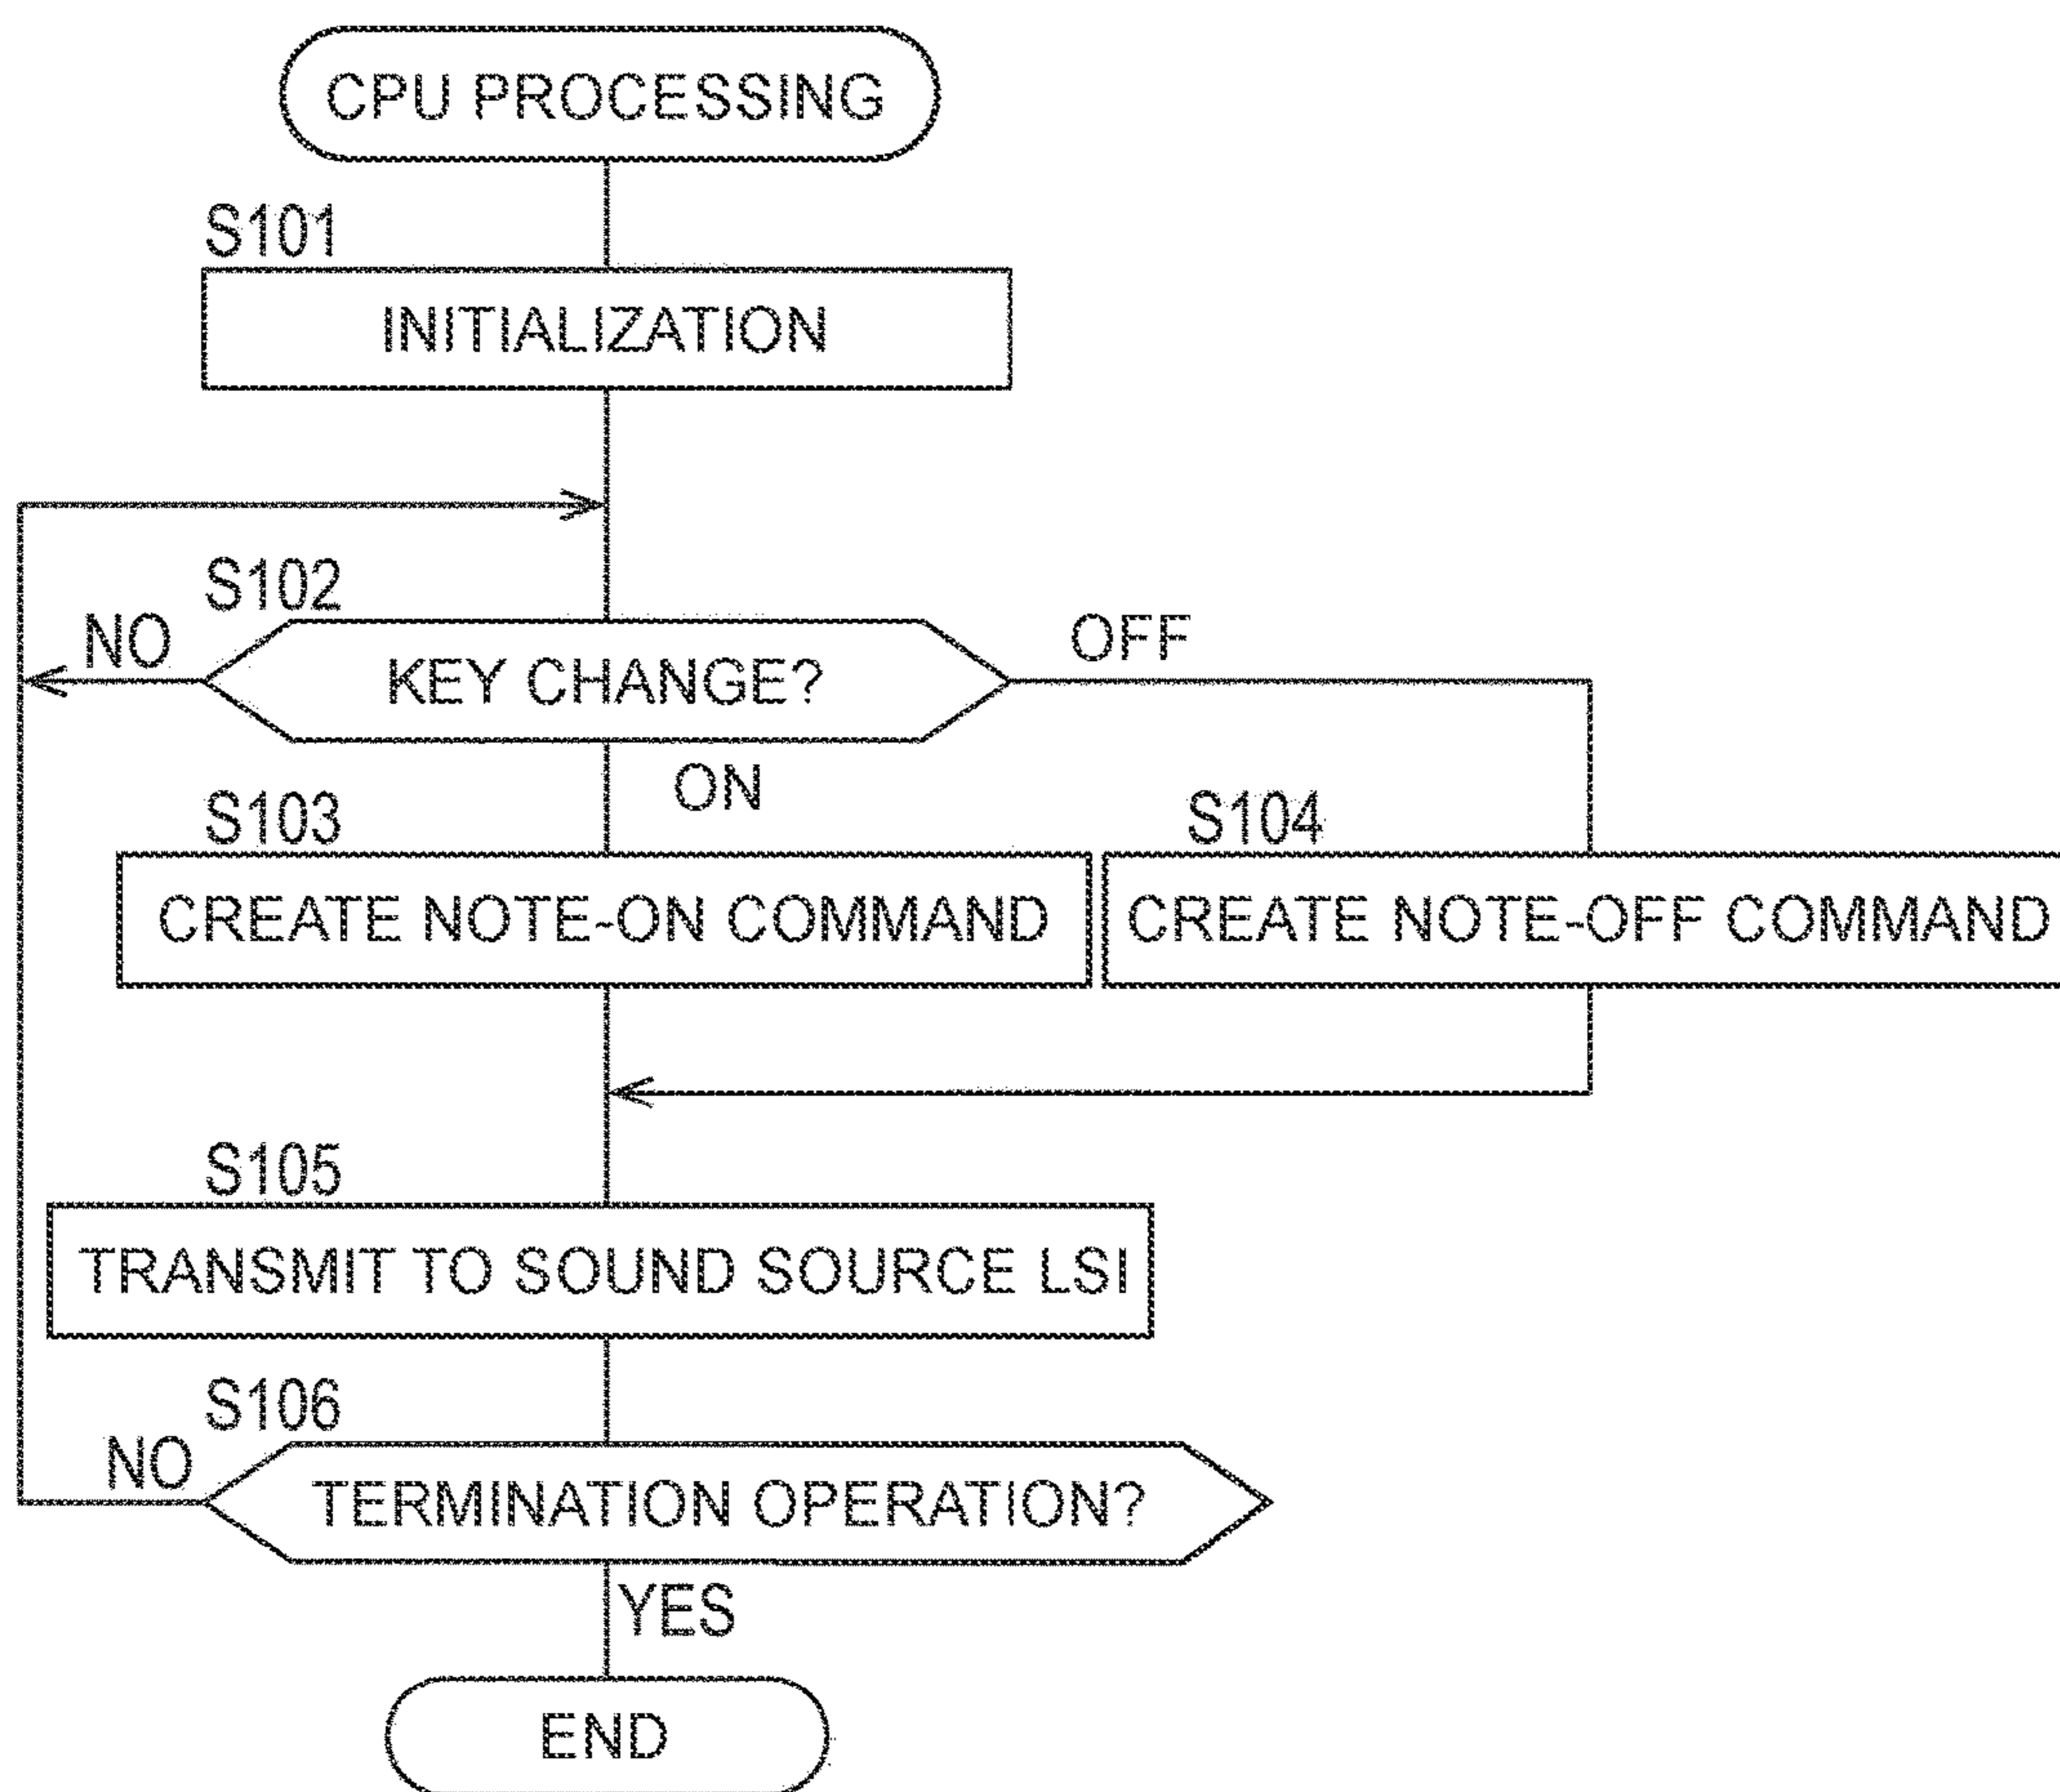 CPU PROCESSING
S101
INITIALIZATION
S102
NO
KEY CHANGE?
OFF
ON
S103
CREATE NOTE-ON COMMAND
S104
CREATE NOTE-OFF COMMAND
S105
TRANSMIT TO SOUND SOURCE LSI
S106
NO
TERMINATION OPERATION?
YES
END